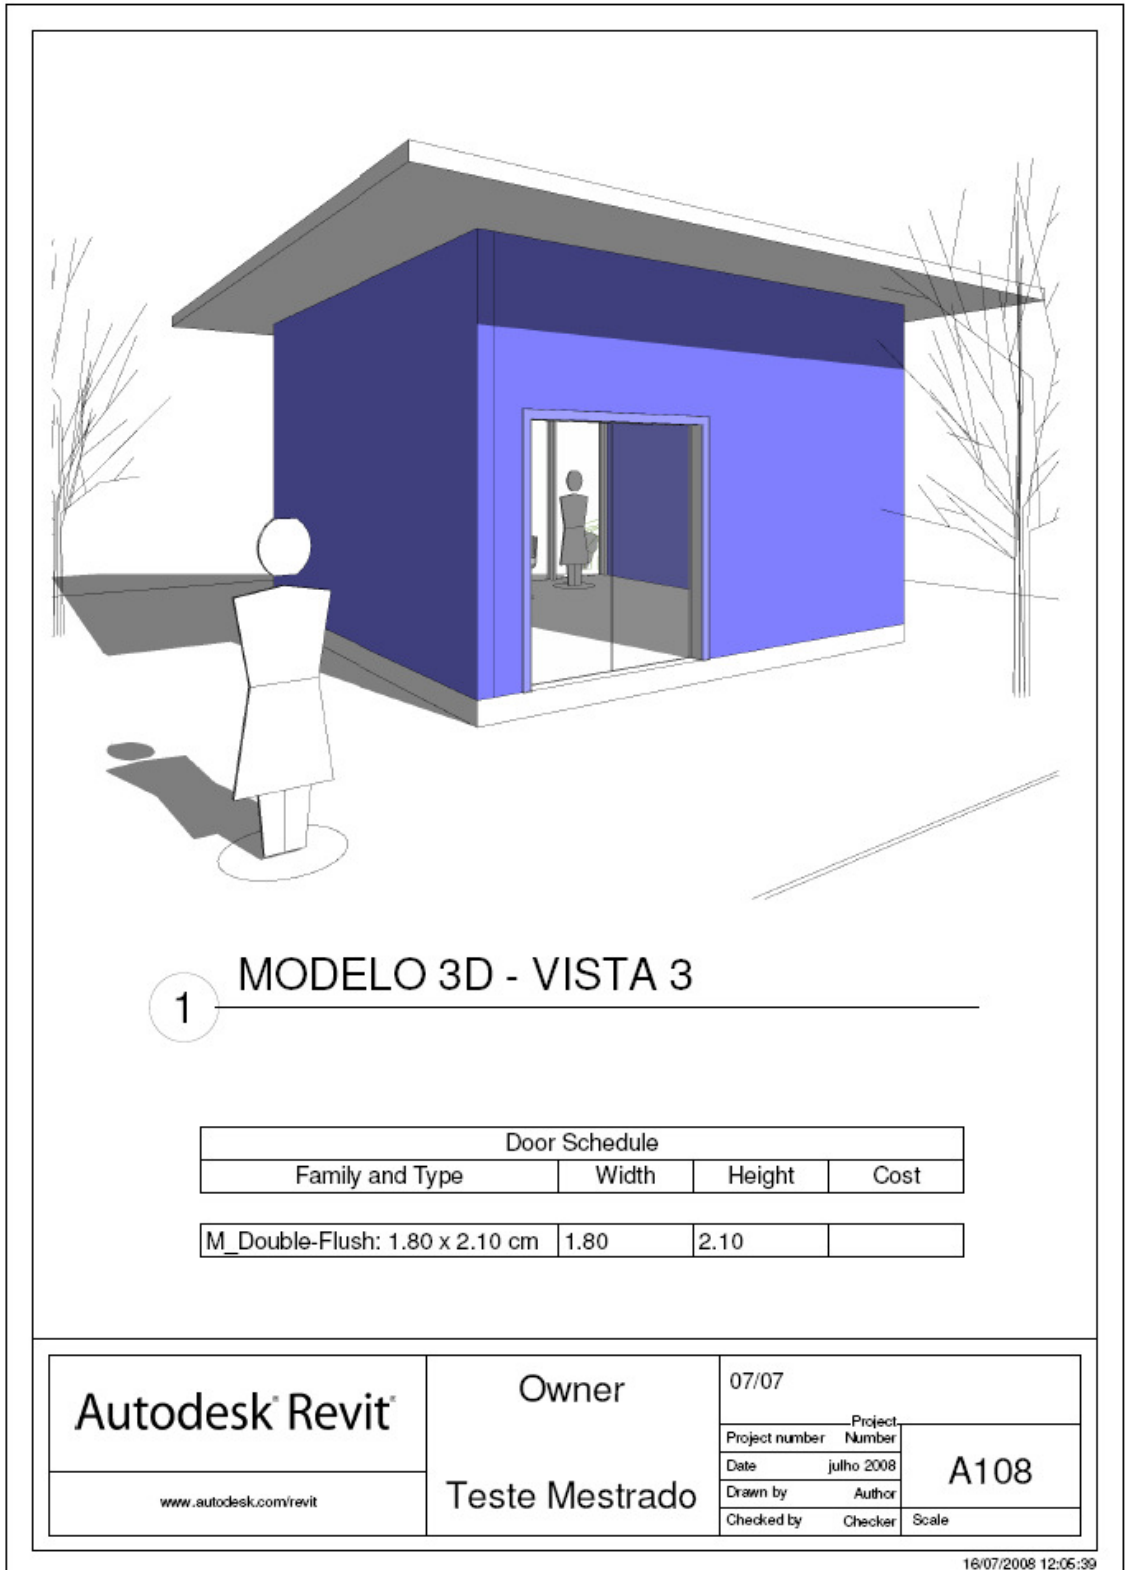 MODELO 3D - VISTA 3
1
Door Schedule
Family and Type Width Height Cost
M_Double-Flush: 1.80 x 2.10 cm 1.80 2.10
Autodesk® Revit®
www.autodesk.com/revit
Owner
Teste Mestrado
07/07
Project number Project Number
Date julho 2008
Drawn by Author
Checked by Checker
A108
Scale
16/07/2008 12:05:39